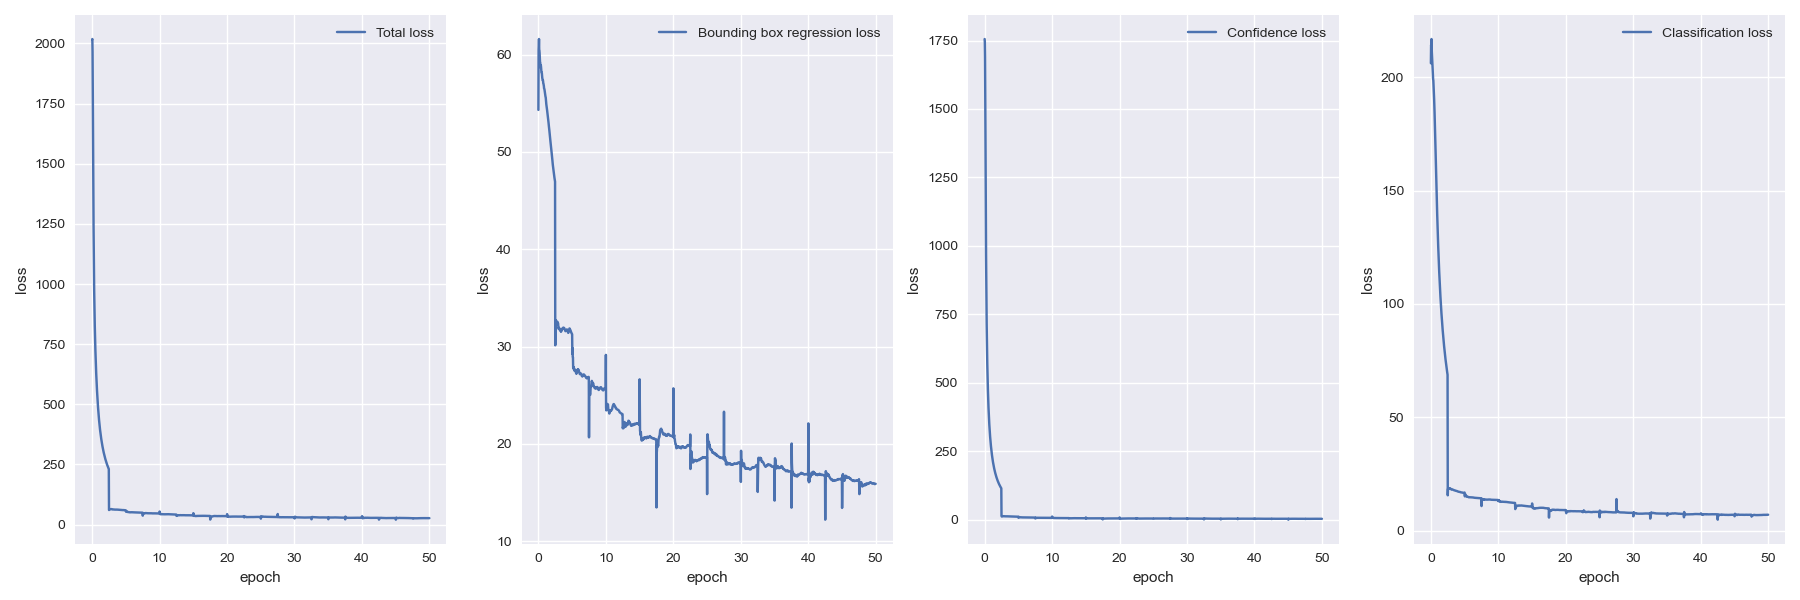 Total loss
2000
1750
1500
1250
1000
750
500
250
0
loss
0 10 20 30 40 50
epoch
Bounding box regression loss
60
50
40
30
20
10
loss
0 10 20 30 40 50
epoch
Confidence loss
1750
1500
1250
1000
750
500
250
0
loss
0 10 20 30 40 50
epoch
Classification loss
200
150
100
50
0
loss
0 10 20 30 40 50
epoch